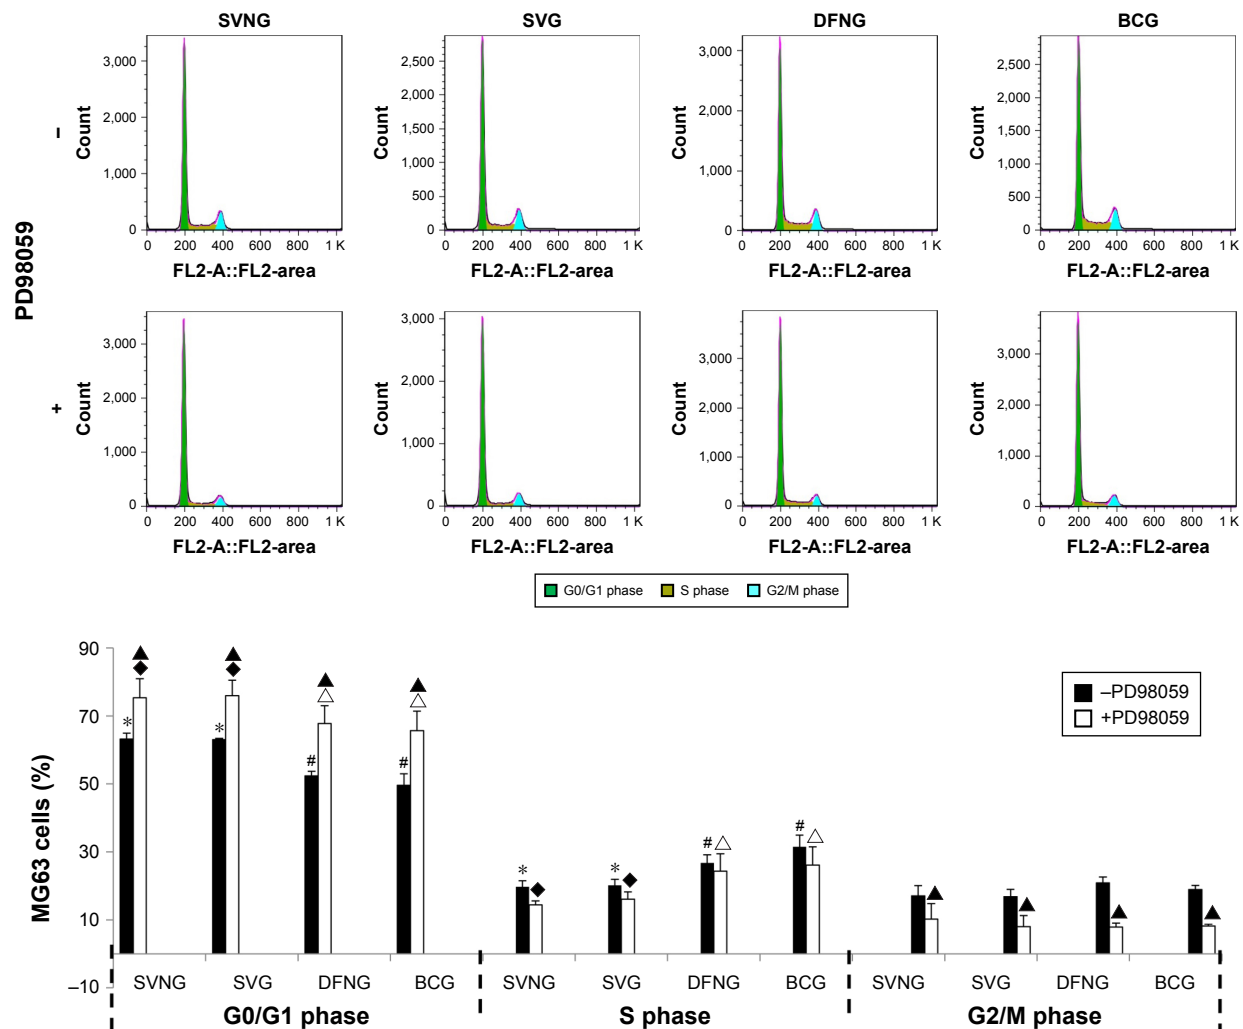 SVNG SVG DFNG BCG
PD98059
–
Count
3,000
2,000
1,000
0
0 200 400 600 800 1 K
FL2-A::FL2-area
Count
2,500
2,000
1,500
1,000
500
0
0 200 400 600 800 1 K
FL2-A::FL2-area
Count
3,000
2,000
1,000
0
0 200 400 600 800 1 K
FL2-A::FL2-area
Count
2,500
2,000
1,500
1,000
500
0
0 200 400 600 800 1 K
FL2-A::FL2-area
+
Count
3,000
2,000
1,000
0
0 200 400 600 800 1 K
FL2-A::FL2-area
Count
3,000
2,000
1,000
0
0 200 400 600 800 1 K
FL2-A::FL2-area
Count
3,000
2,000
1,000
0
0 200 400 600 800 1 K
FL2-A::FL2-area
Count
3,000
2,000
1,000
0
0 200 400 600 800 1 K
FL2-A::FL2-area
G0/G1 phase S phase G2/M phase
MG63 cells (%)
90
70
50
30
10
–10
* * # #
* * # #
–PD98059
+PD98059
SVNG SVG DFNG BCG SVNG SVG DFNG BCG SVNG SVG DFNG BCG
G0/G1 phase S phase G2/M phase